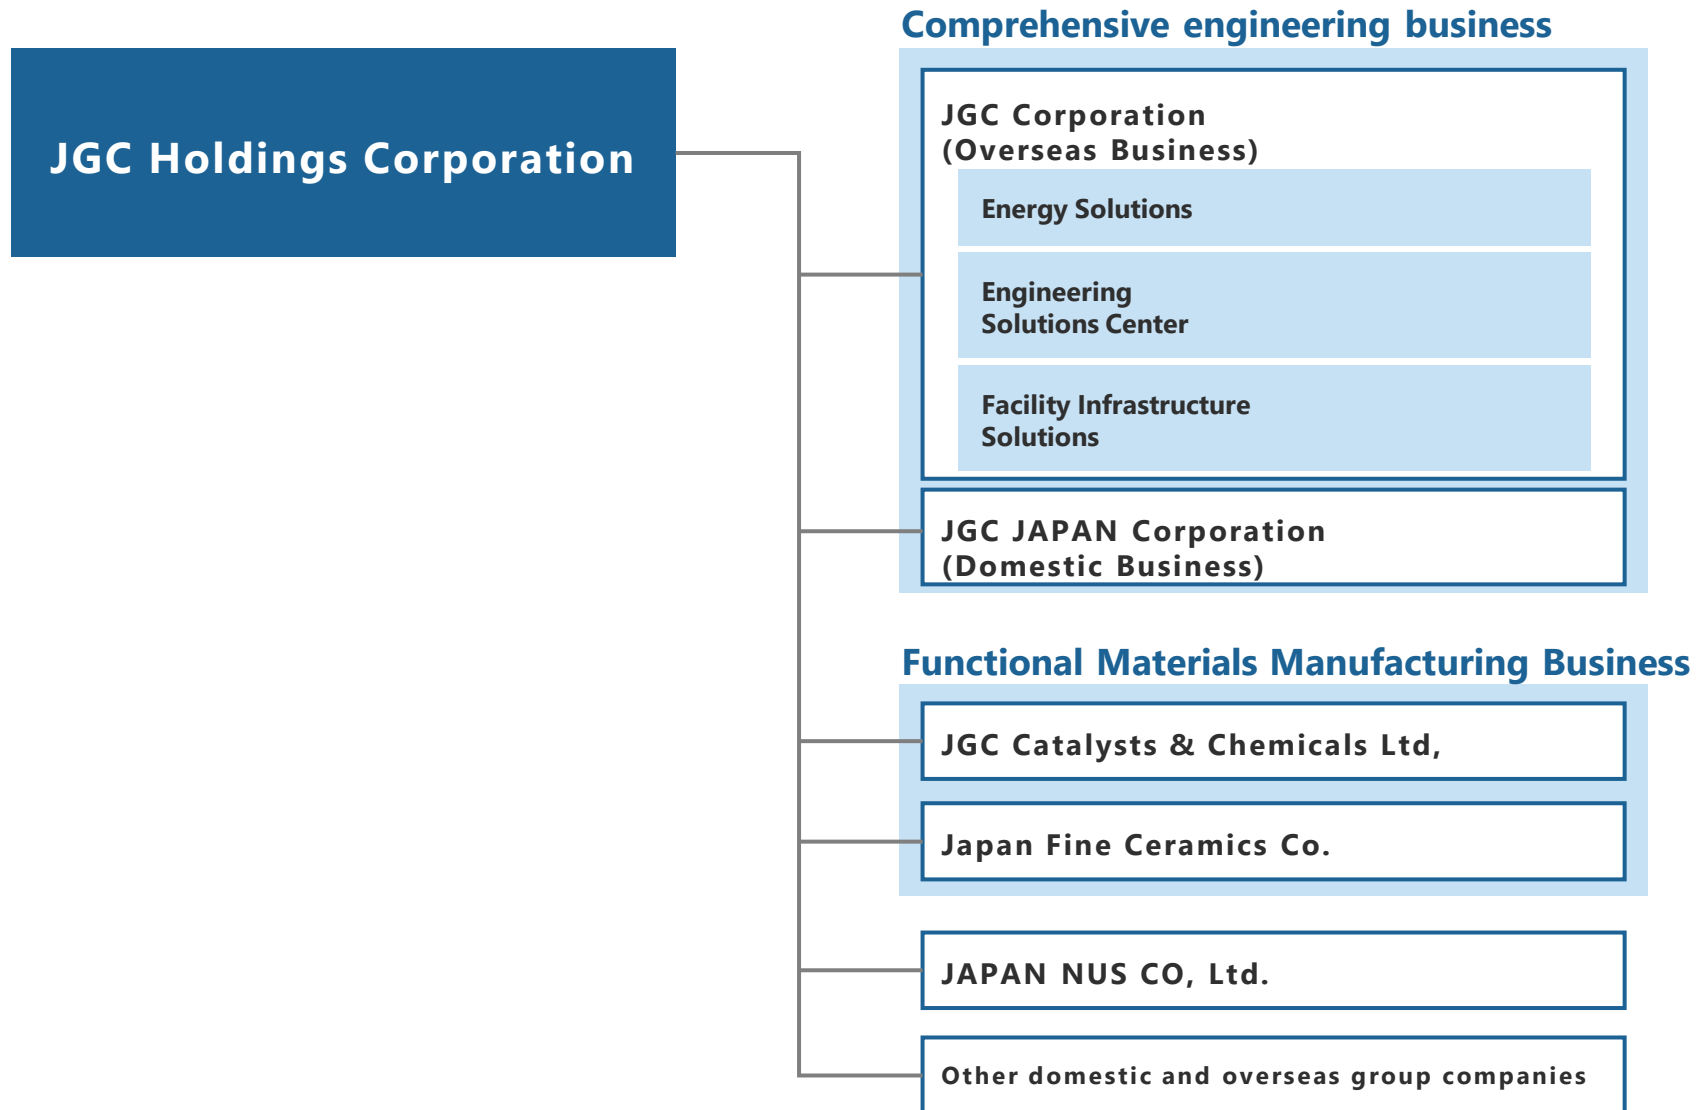 JGC Holdings Corporation
Comprehensive engineering business
JGC Corporation
(Overseas Business)
Energy Solutions
Engineering
Solutions Center
Facility Infrastructure
Solutions
JGC JAPAN Corporation
(Domestic Business)
Functional Materials Manufacturing Business
JGC Catalysts & Chemicals Ltd,
Japan Fine Ceramics Co.
JAPAN NUS CO, Ltd.
Other domestic and overseas group companies